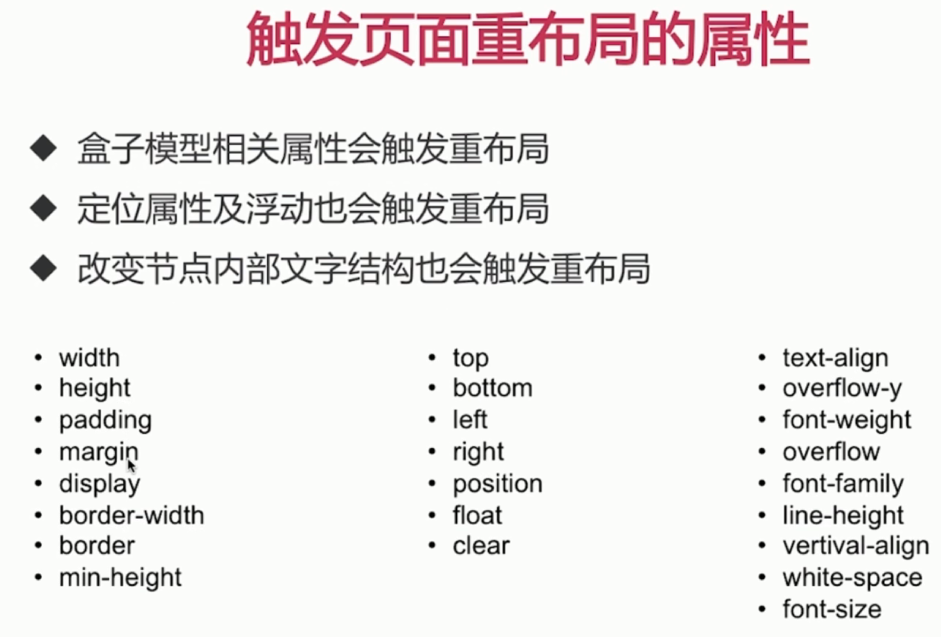 触发页面重布局的属性
◆ 盒子模型相关属性会触发重布局
◆ 定位属性及浮动也会触发重布局
◆ 改变节点内部文字结构也会触发重布局
• width
• height
• padding
• margin
• display
• border-width
• border
• min-height
• top
• bottom
• left
• right
• position
• float
• clear
• text-align
• overflow-y
• font-weight
• overflow
• font-family
• line-height
• vertival-align
• white-space
• font-size